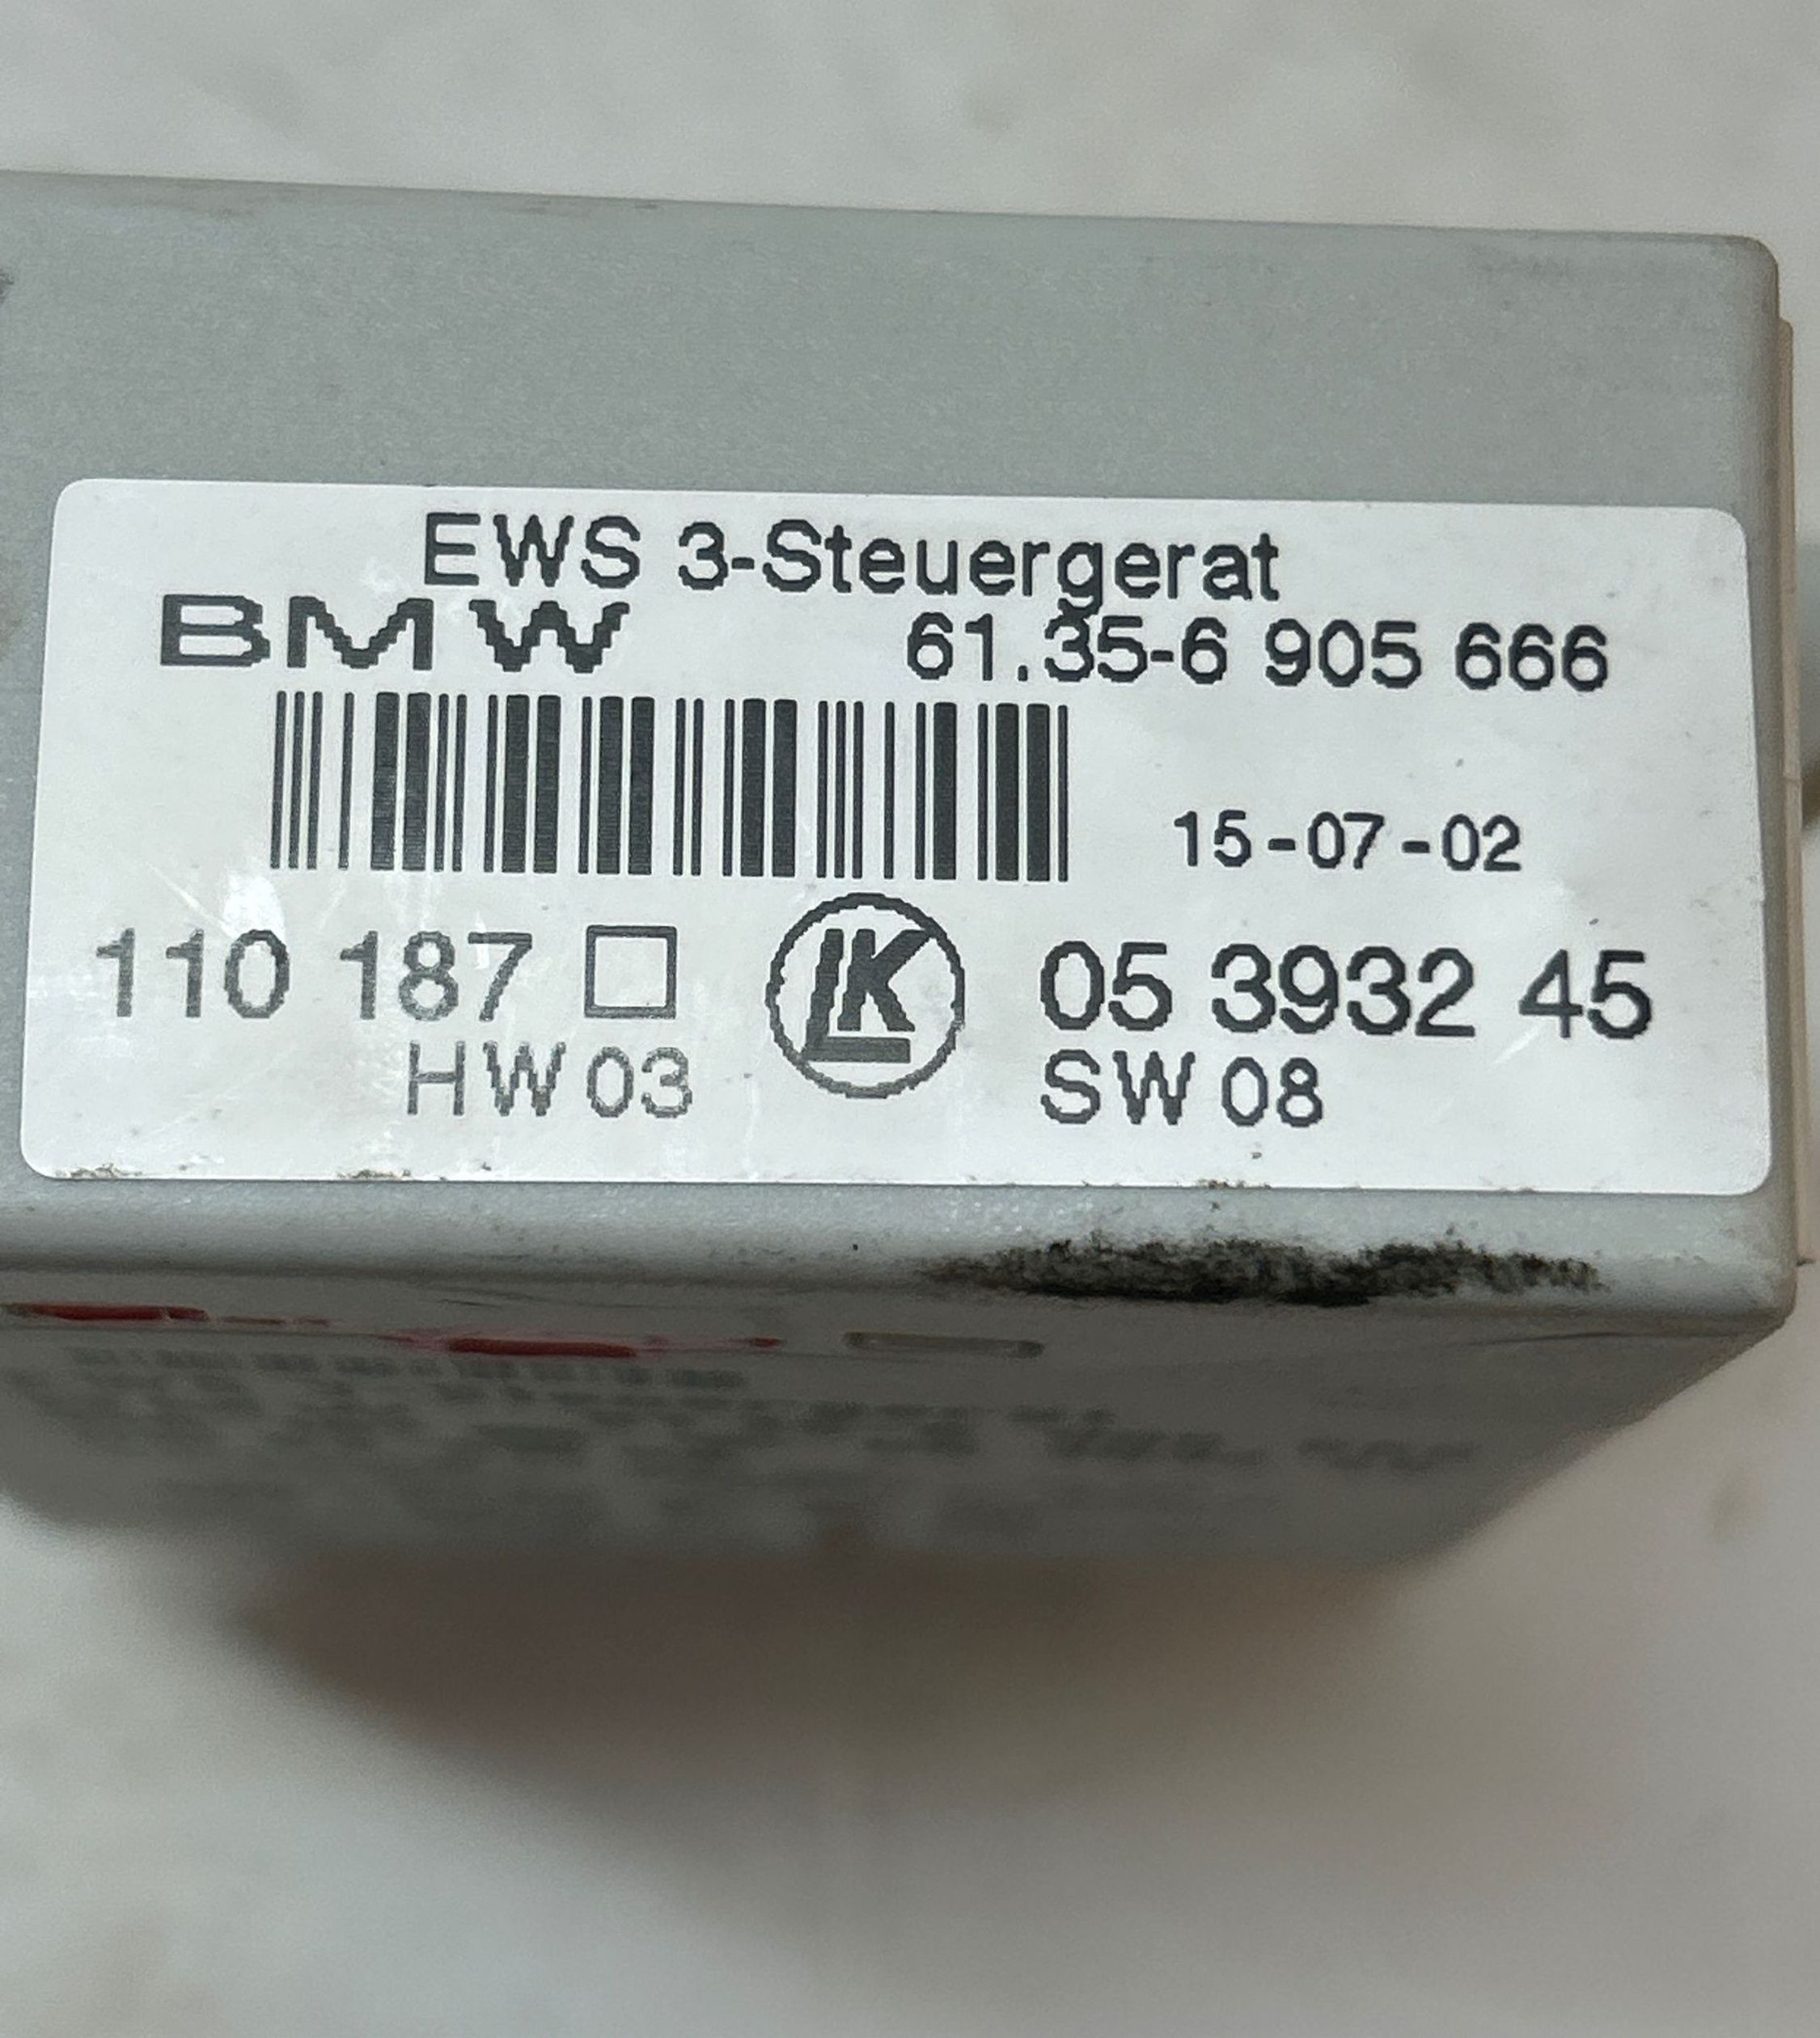 EWS 3-Steuergerat
BMW 61.35-6 905 666
15-07-02
110 187 LK 05 3932 45
HW 03 SW 08